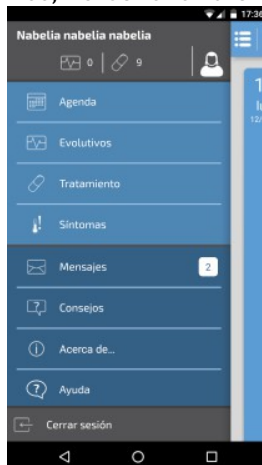 17:36
Nabelia nabelia nabelia
0 9
Agenda
Evolutivos
Tratamiento
Síntomas
Mensajes 2
Consejos
Acerca de...
Ayuda
Cerrar sesión